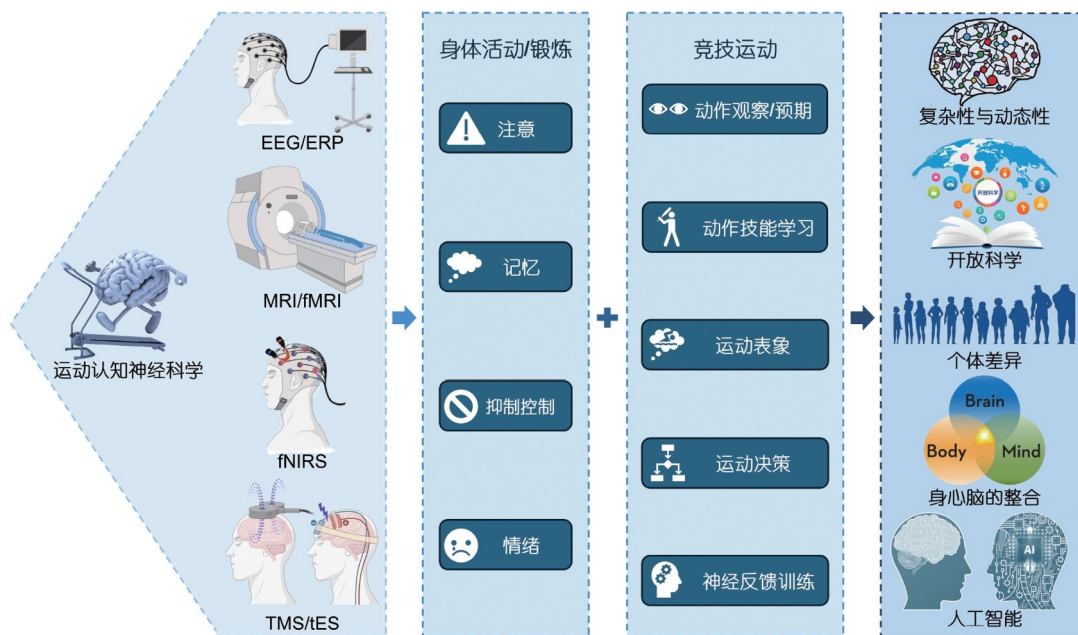 运动认知神经科学
EEG/ERP
MRI/fMRI
fNIRS
TMS/tES
身体活动/锻炼
注意
记忆
抑制控制
情绪
竞技运动
动作观察/预期
动作技能学习
运动表象
运动决策
神经反馈训练
复杂性与动态性
开放科学
开放科学
个体差异
Brain
Body
Mind
身心脑的整合
AI
人工智能